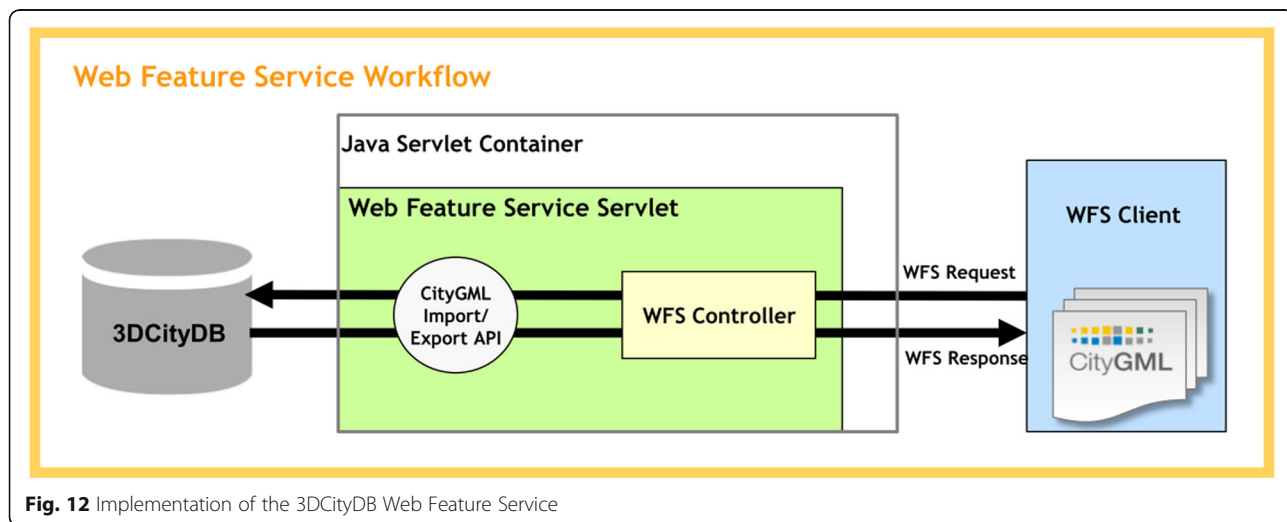 Web Feature Service Workflow
Java Servlet Container
Web Feature Service Servlet
WFS Client
WFS Request
CityGML
Import/
Export API
WFS Controller
3DCityDB
WFS Response
CityGML
Fig. 12 Implementation of the 3DCityDB Web Feature Service